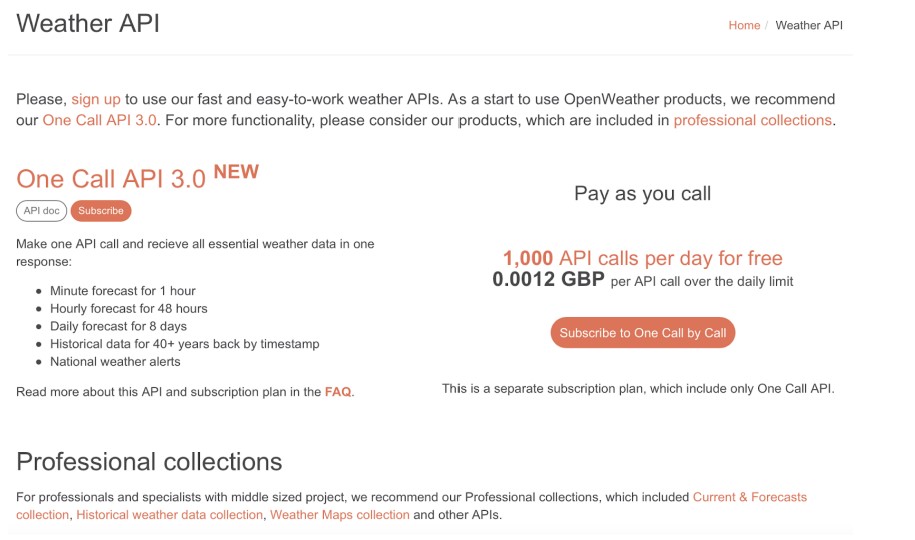 Weather API
Home / Weather API
Please, sign up to use our fast and easy-to-work weather APIs. As a start to use OpenWeather products, we recommend
our One Call API 3.0. For more functionality, please consider our products, which are included in professional collections.
One Call API 3.0 NEW
API doc Subscribe
Make one API call and recieve all essential weather data in one
response:
• Minute forecast for 1 hour
• Hourly forecast for 48 hours
• Daily forecast for 8 days
• Historical data for 40+ years back by timestamp
• National weather alerts
Read more about this API and subscription plan in the FAQ.
Pay as you call
1,000 API calls per day for free
0.0012 GBP per API call over the daily limit
Subscribe to One Call by Call
This is a separate subscription plan, which include only One Call API.
Professional collections
For professionals and specialists with middle sized project, we recommend our Professional collections, which included Current & Forecasts
collection, Historical weather data collection, Weather Maps collection and other APIs.